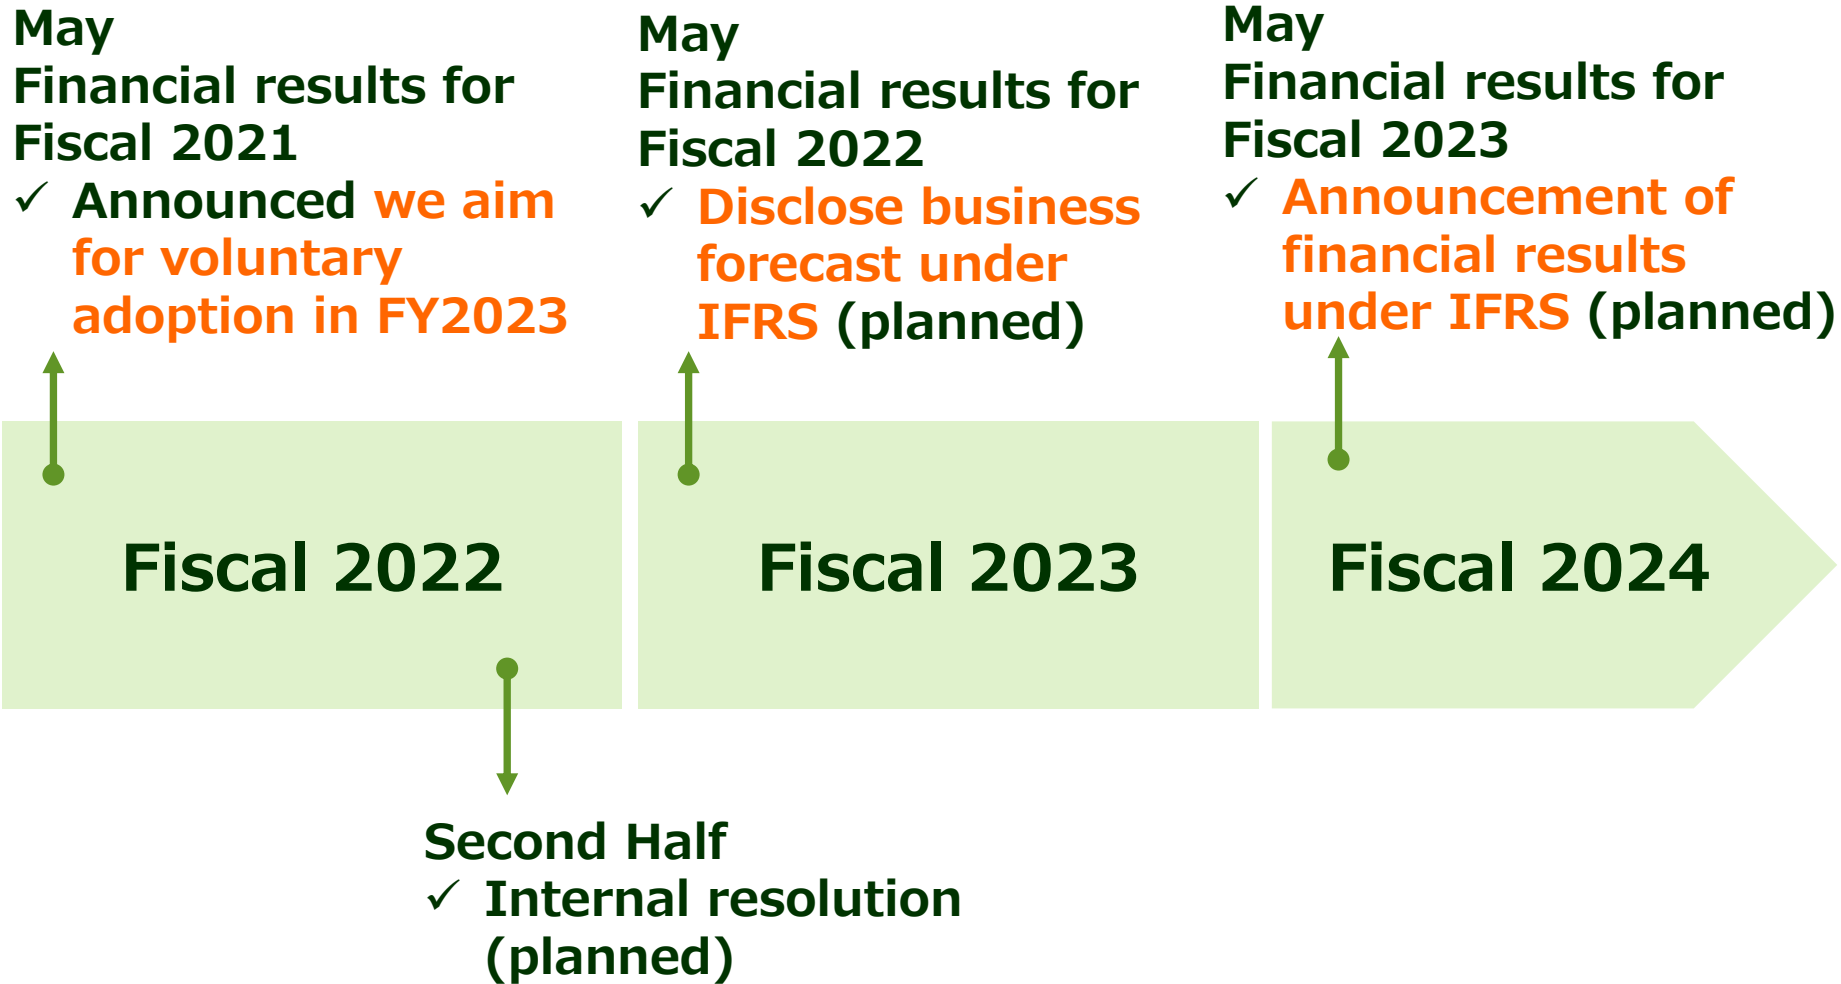 May
Financial results for
Fiscal 2021
✓ Announced we aim
for voluntary
adoption in FY2023
May
Financial results for
Fiscal 2022
✓ Disclose business
forecast under
IFRS (planned)
May
Financial results for
Fiscal 2023
✓ Announcement of
financial results
under IFRS (planned)
Fiscal 2022
Fiscal 2023
Fiscal 2024
Second Half
✓ Internal resolution
(planned)